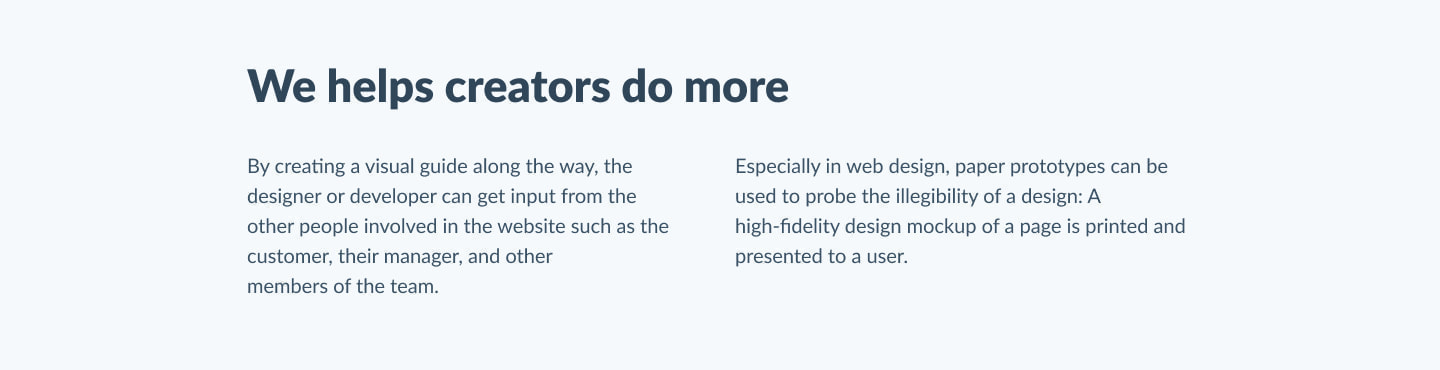 We helps creators do more
By creating a visual guide along the way, the
designer or developer can get input from the
other people involved in the website such as the
customer, their manager, and other
members of the team.
Especially in web design, paper prototypes can be
used to probe the illegibility of a design: A
high-fidelity design mockup of a page is printed and
presented to a user.